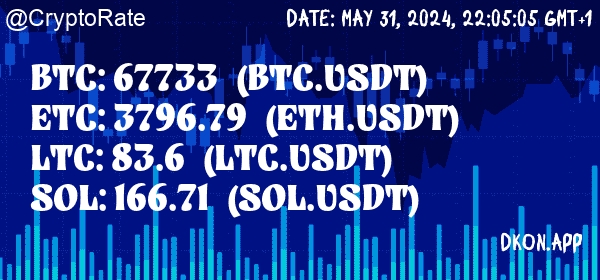 @CryptoRate
DATE: MAY 31, 2024, 22:05:05 GMT+1
BTC: 67733 (BTC.USDT)
ETC: 3796.79 (ETH.USDT)
LTC: 83.6 (LTC.USDT)
SOL: 166.71 (SOL.USDT)
DKON.APP